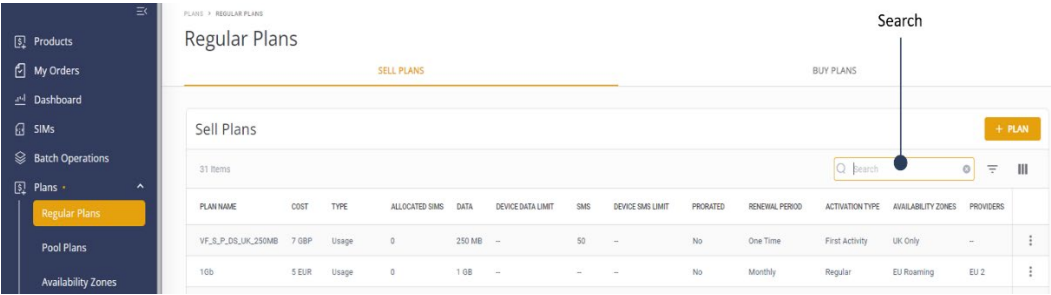 PLANS > REGULAR PLANS
Search
Regular Plans
Products
My Orders
Dashboard
SIMs
Batch Operations
Plans
Regular Plans
Pool Plans
Availability Zones
SELL PLANS BUY PLANS
Sell Plans + PLAN
31 Items Search
PLAN NAME COST TYPE ALLOCATED SIMS DATA DEVICE DATA LIMIT SMS DEVICE SMS LIMIT PRORATED RENEWAL PERIOD ACTIVATION TYPE AVAILABILITY ZONES PROVIDERS
VF_S_P_DS_UK_250MB 7 GBP Usage 0 250 MB – 50 – No One Time First Activity UK Only –
1Gb 5 EUR Usage 0 1 GB – – – No Monthly Regular EU Roaming EU 2